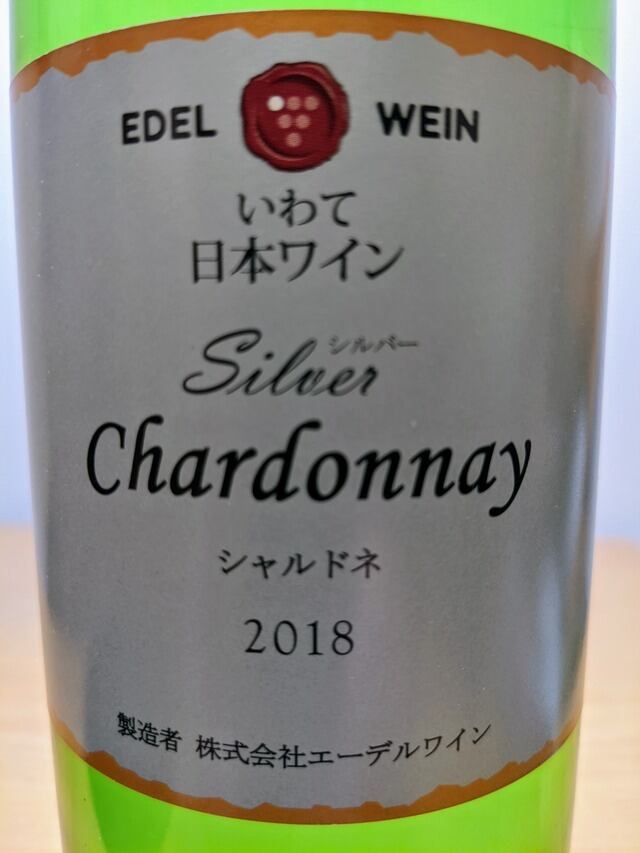 EDEL WEIN
いわて
日本ワイン
シルバー
Silver
Chardonnay
シャルドネ
2018
製造者 株式会社エーデルワイン